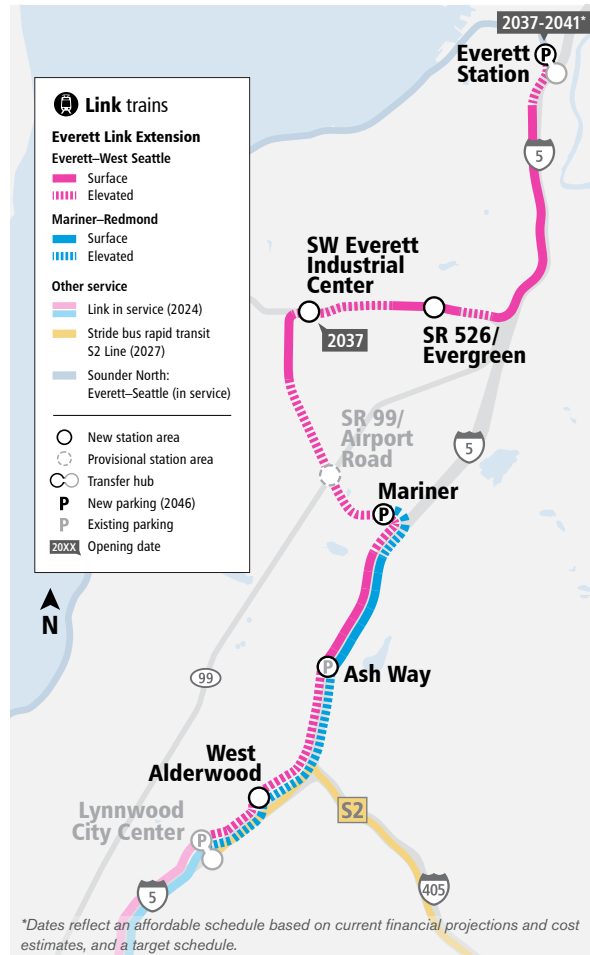 2037-2041*
Everett
Station
P
5
Link trains
Everett Link Extension
Everett–West Seattle
Surface
Elevated
Mariner–Redmond
Surface
Elevated
Other service
Link in service (2024)
Stride bus rapid transit
S2 Line (2027)
Sounder North:
Everett–Seattle (in service)
New station area
Provisional station area
Transfer hub
P New parking (2046)
P Existing parking
20XX Opening date
SW Everett
Industrial
Center
2037
SR 526/
Evergreen
SR 99/
Airport
Road
5
Mariner
P
N
99
P
Ash Way
West
Alderwood
Lynnwood
City Center
P
S2
5
405
*Dates reflect an affordable schedule based on current financial projections and cost
estimates, and a target schedule.